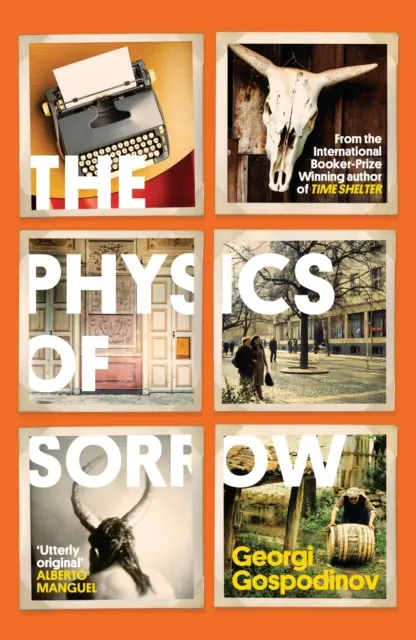 THE
From the
International
Booker-Prize
Winning author
of TIME SHELTER
PHYSICS
OF
SORROW
'Utterly
original'
ALBERTO
MANGUEL
Georgi
Gospodinov